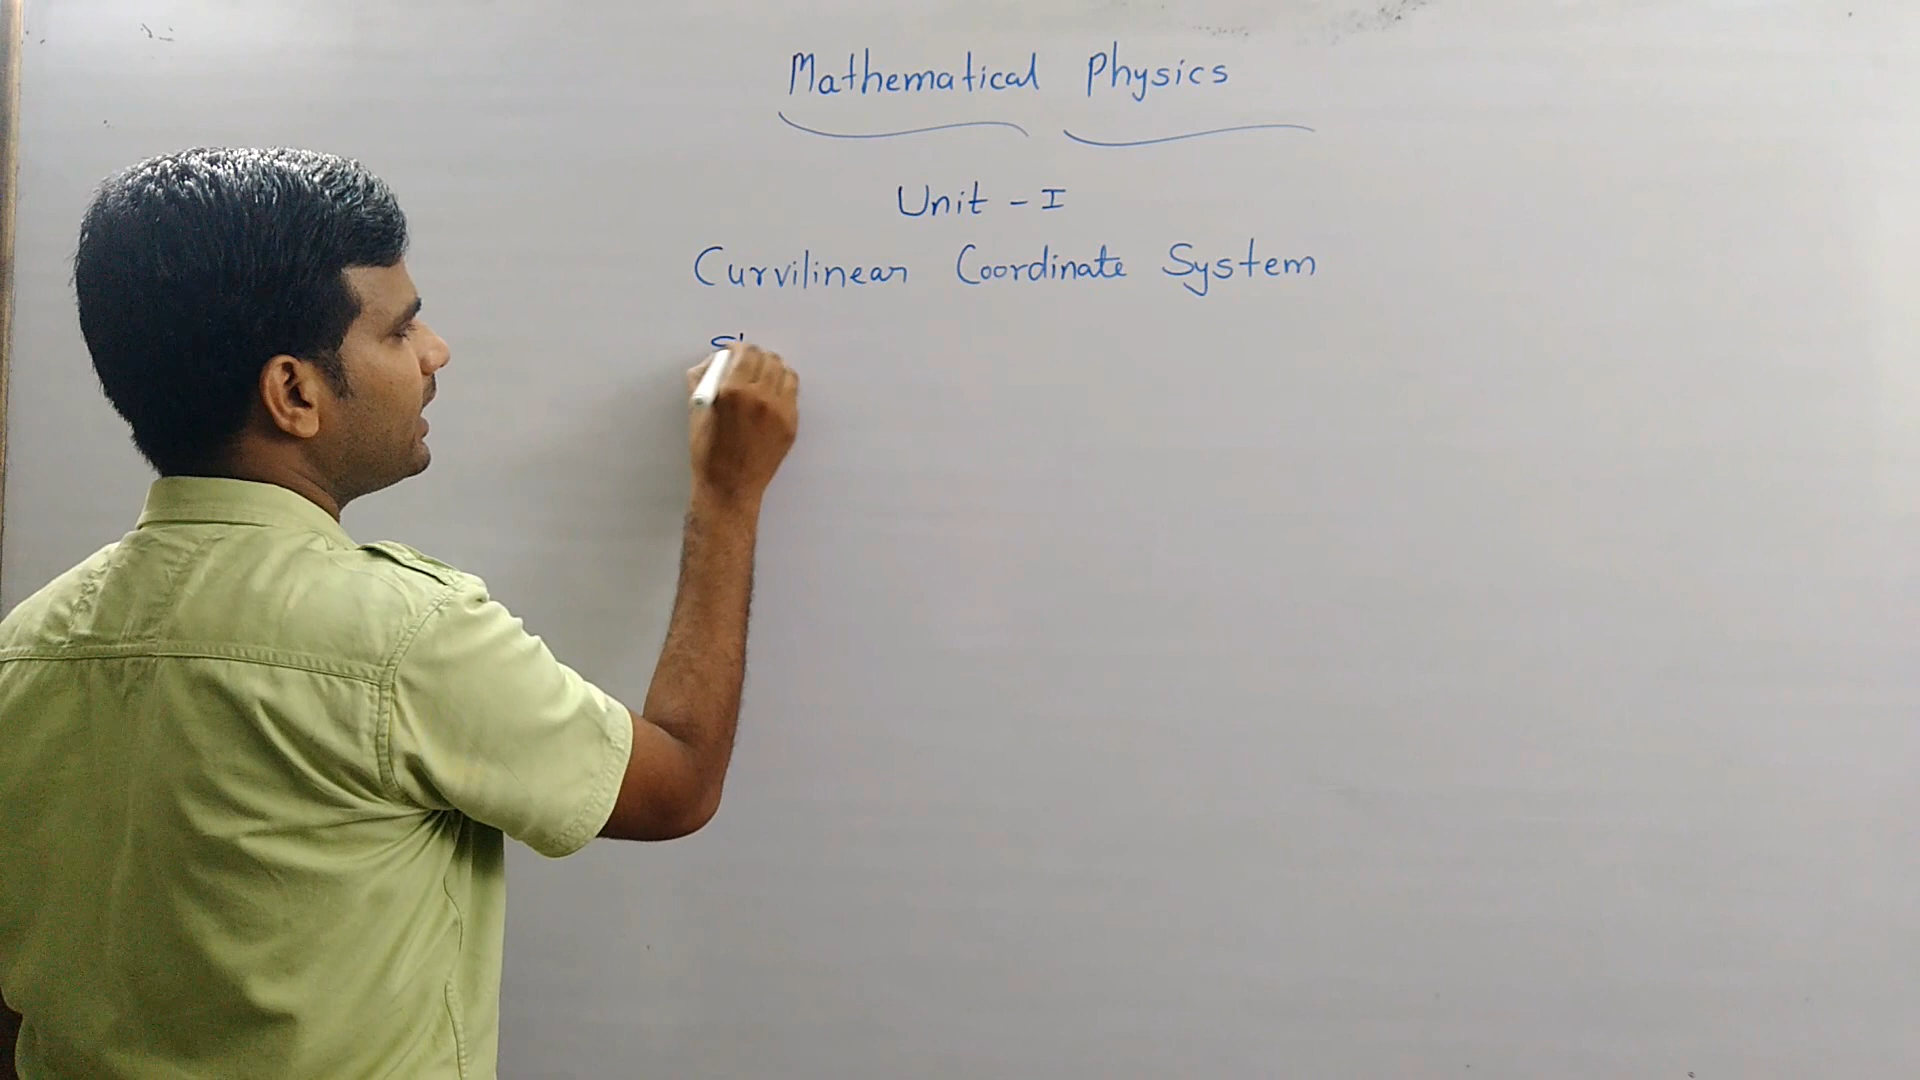 Mathematical Physics
Unit - I
Curvilinear Coordinate System